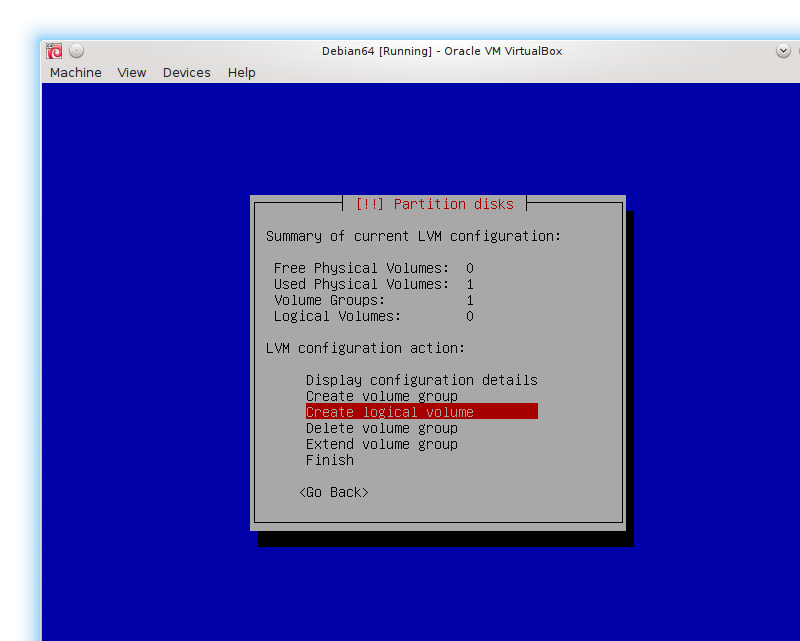 Debian64 [Running] - Oracle VM VirtualBox
Machine View Devices Help
[!!] Partition disks
Summary of current LVM configuration:
Free Physical Volumes: 0
Used Physical Volumes: 1
Volume Groups: 1
Logical Volumes: 0
LVM configuration action:
Display configuration details
Create volume group
Create logical volume
Delete volume group
Extend volume group
Finish
<Go Back>